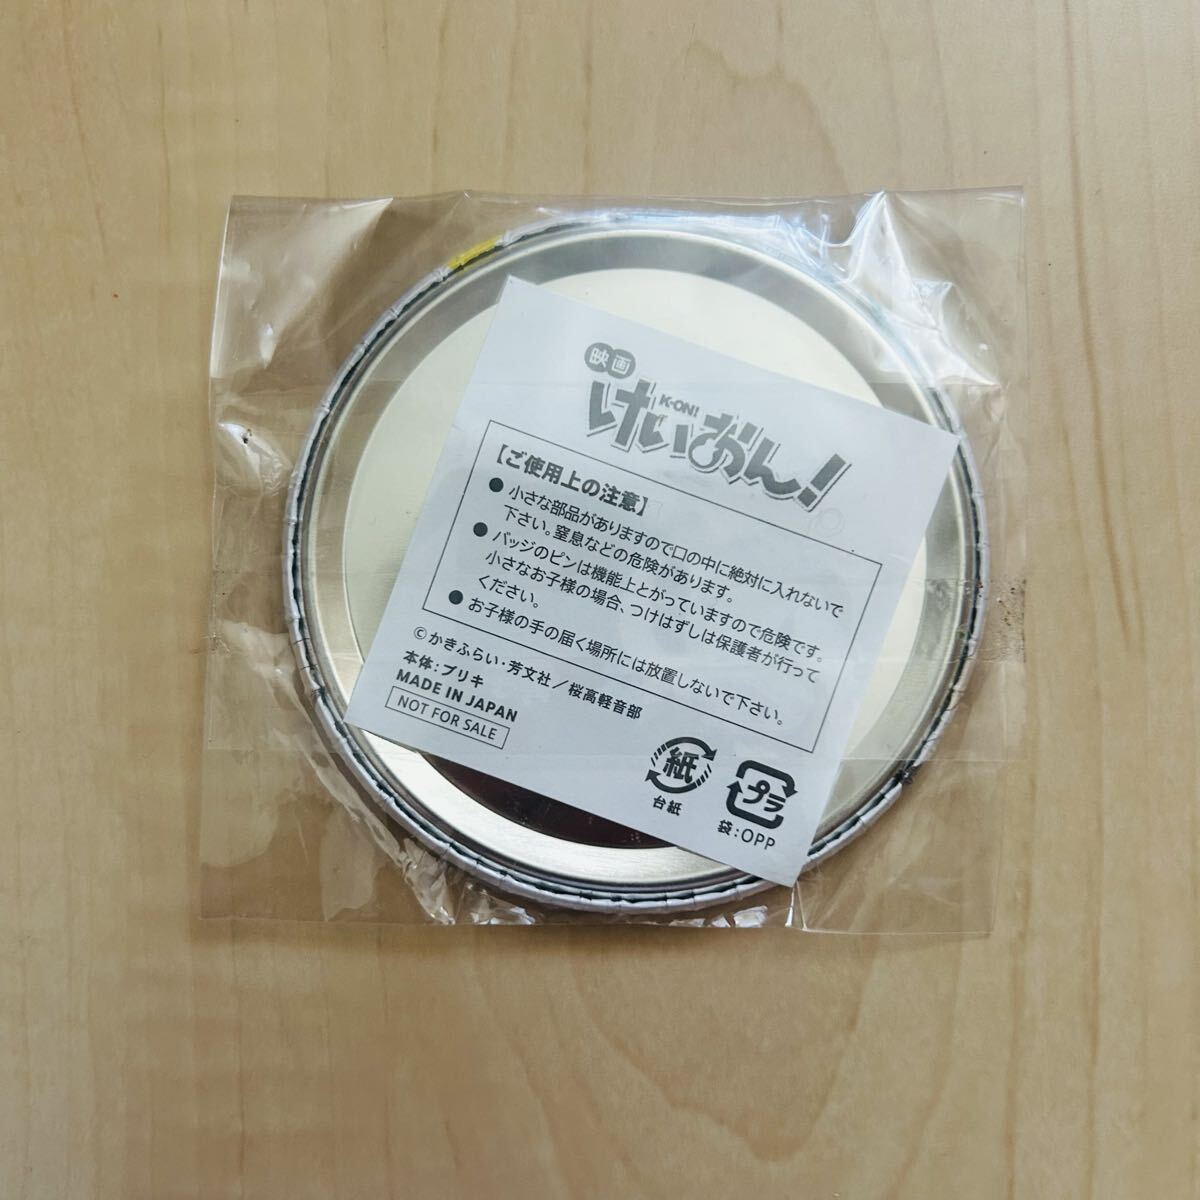 映画
けいおん!
K-ON!
【ご使用上の注意】
● 小さな部品がありますので口の中に絶対に入れないで
下さい。窒息などの危険があります。
● バッジのピンは機能上とがっていますので危険です。
小さなお子様の場合、つけはずしは保護者が行って
ください。
● お子様の手の届く場所には放置しないで下さい。
©かきふらい・芳文社／桜高軽音部
本体:ブリキ
MADE IN JAPAN
NOT FOR SALE
紙
台紙
プラ
袋:OPP